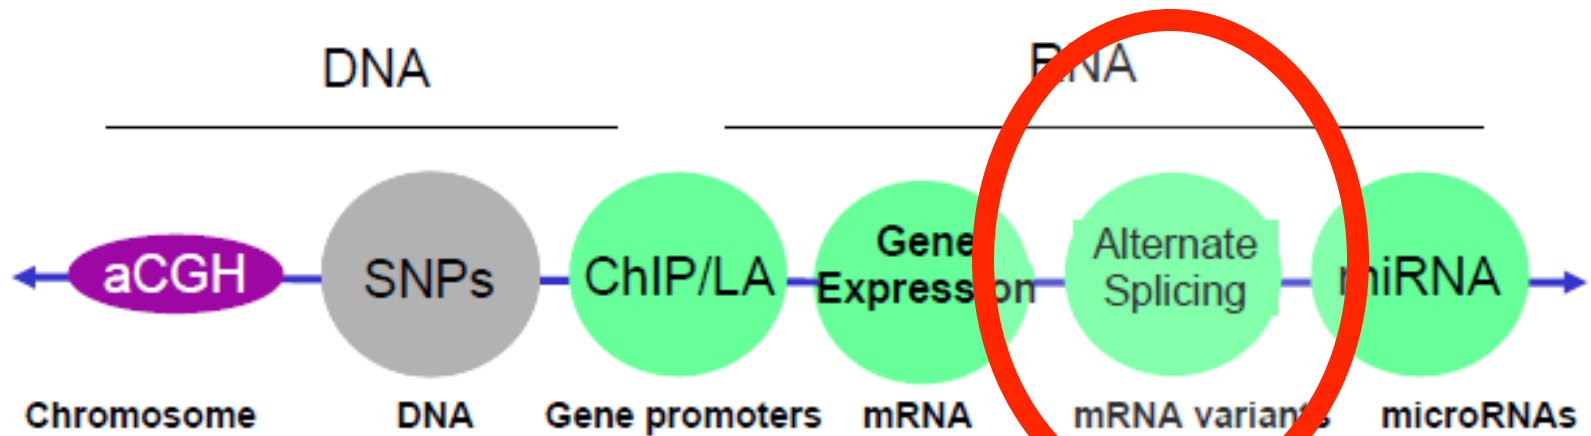 DNA
RNA
aCGH
SNPs
ChIP/LA
Gene
Expression
Alternate
Splicing
miRNA
Chromosome
DNA
Gene promoters
mRNA
mRNA variants
microRNAs